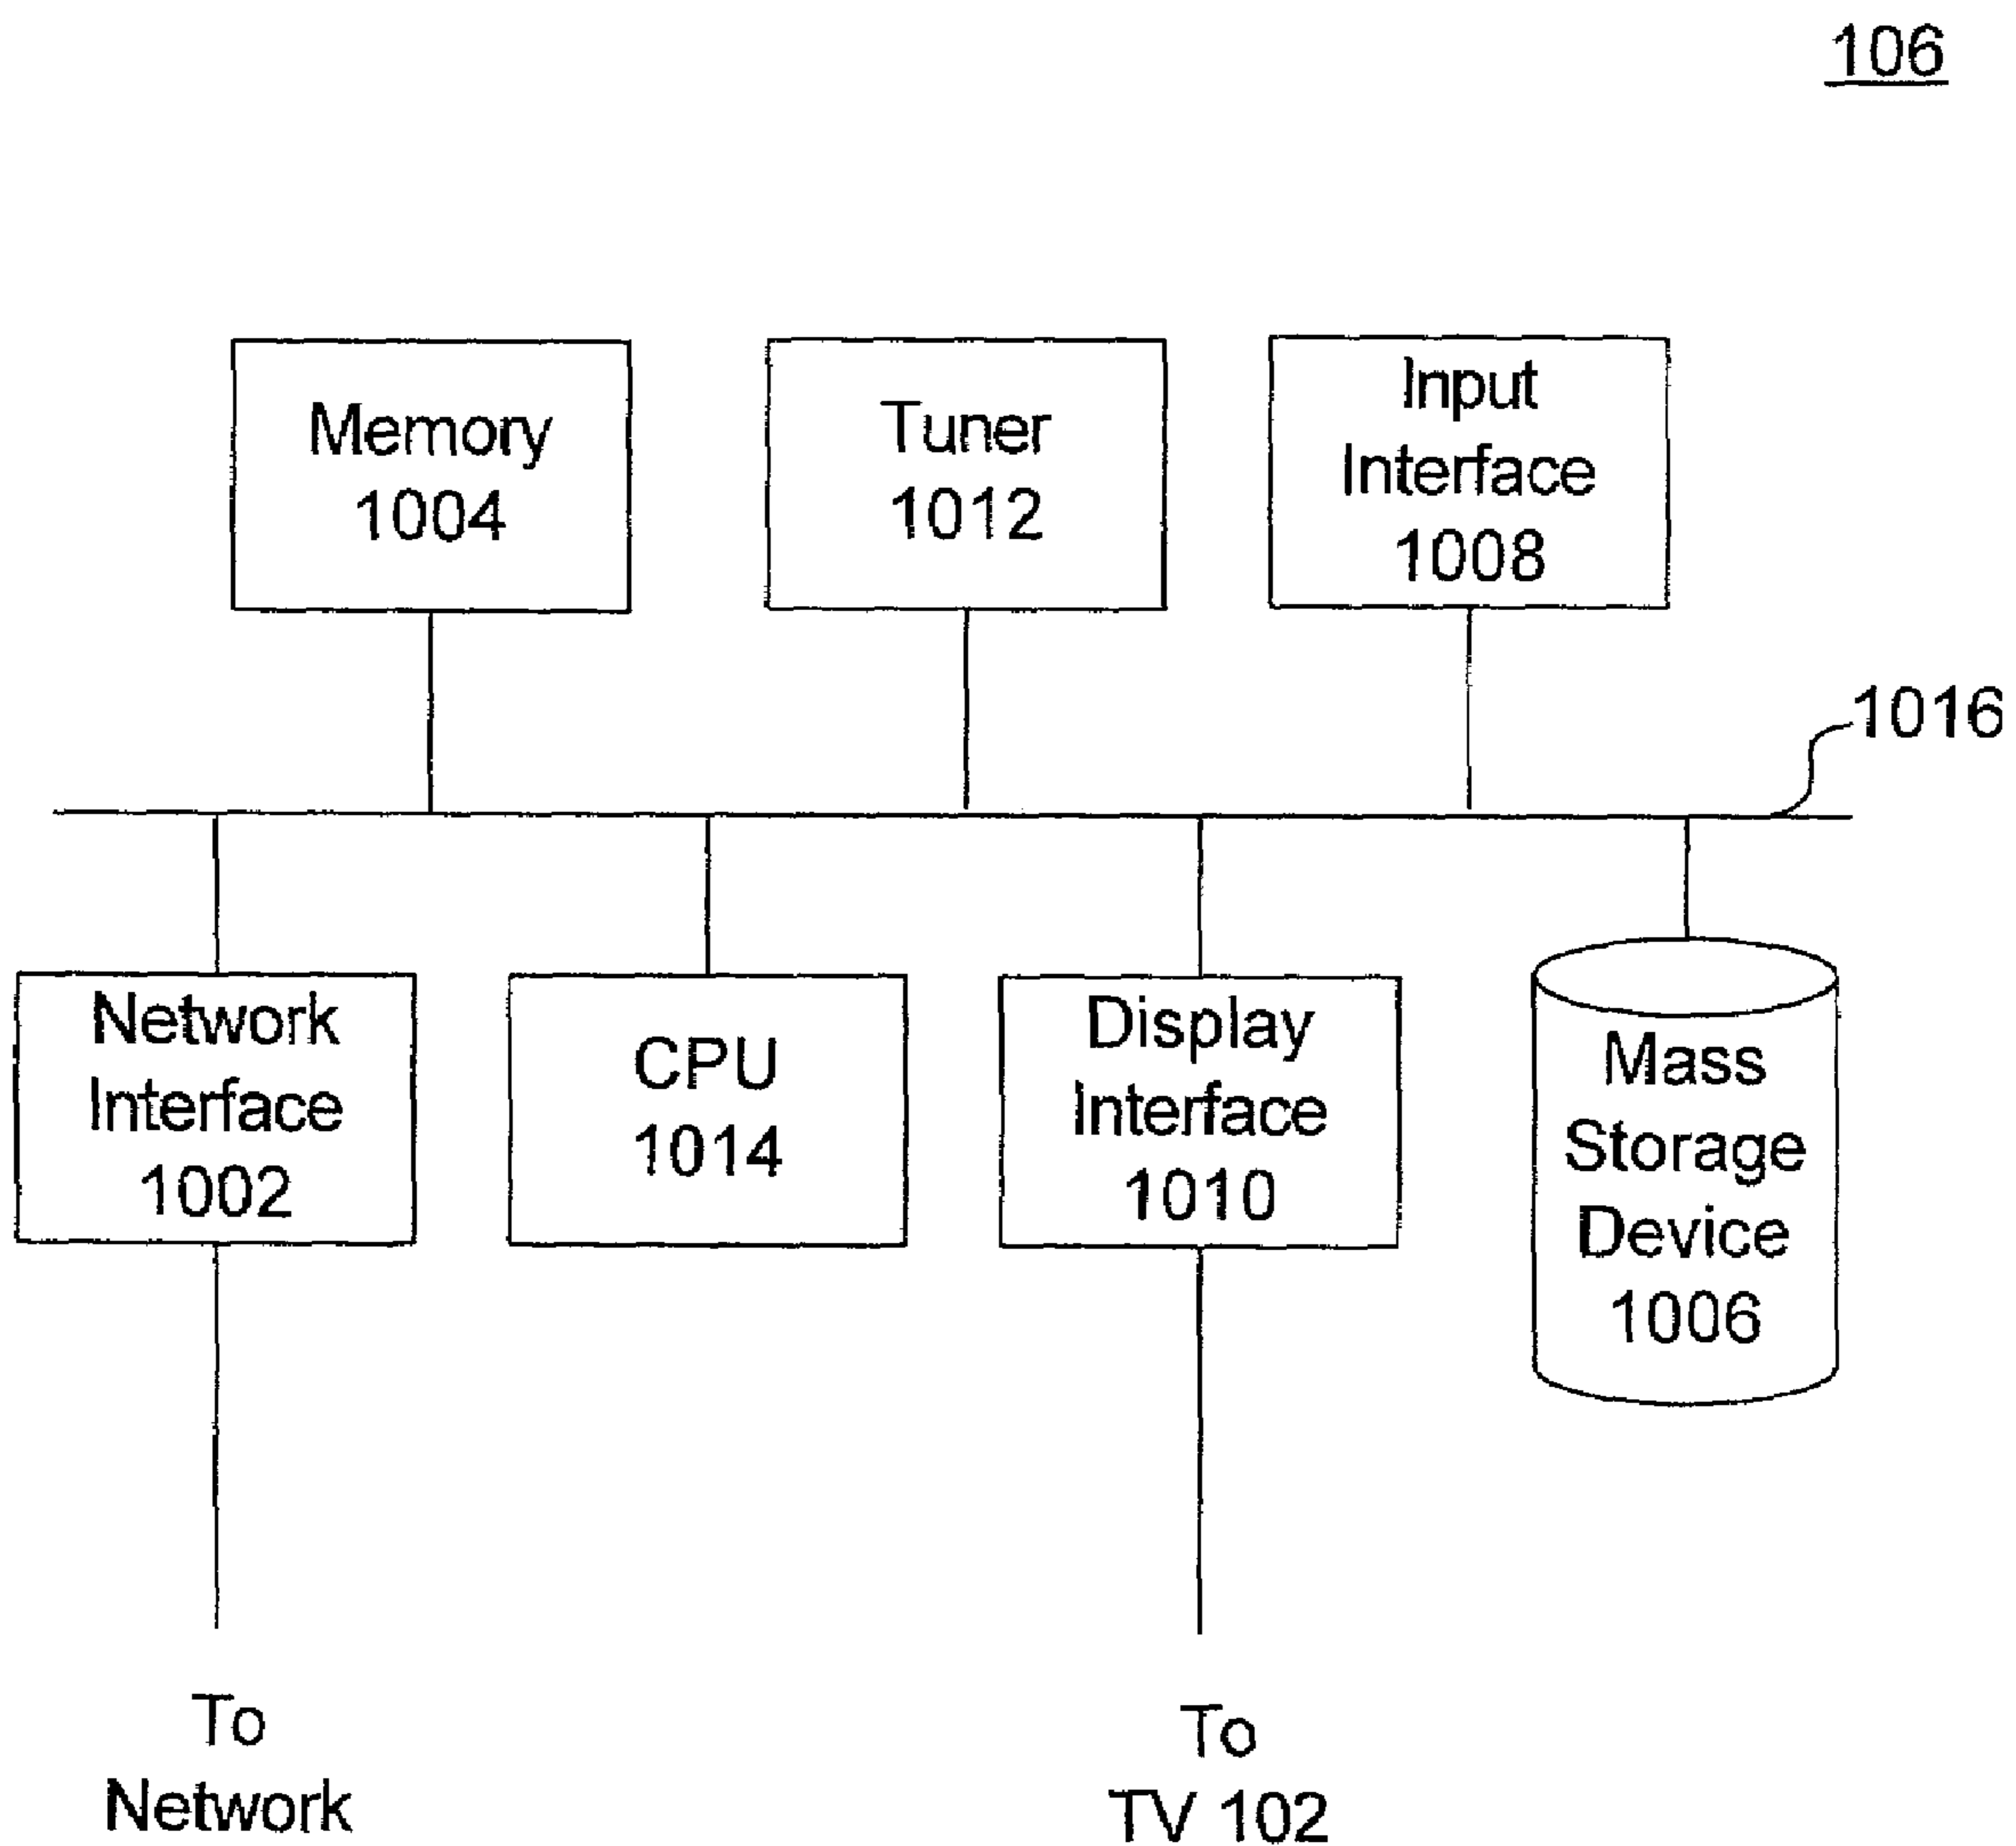 106
Memory
1004
Tuner
1012
Input
Interface
1008
1016
Network
Interface
1002
CPU
1014
Display
Interface
1010
Mass
Storage
Device
1006
To
Network
To
TV 102